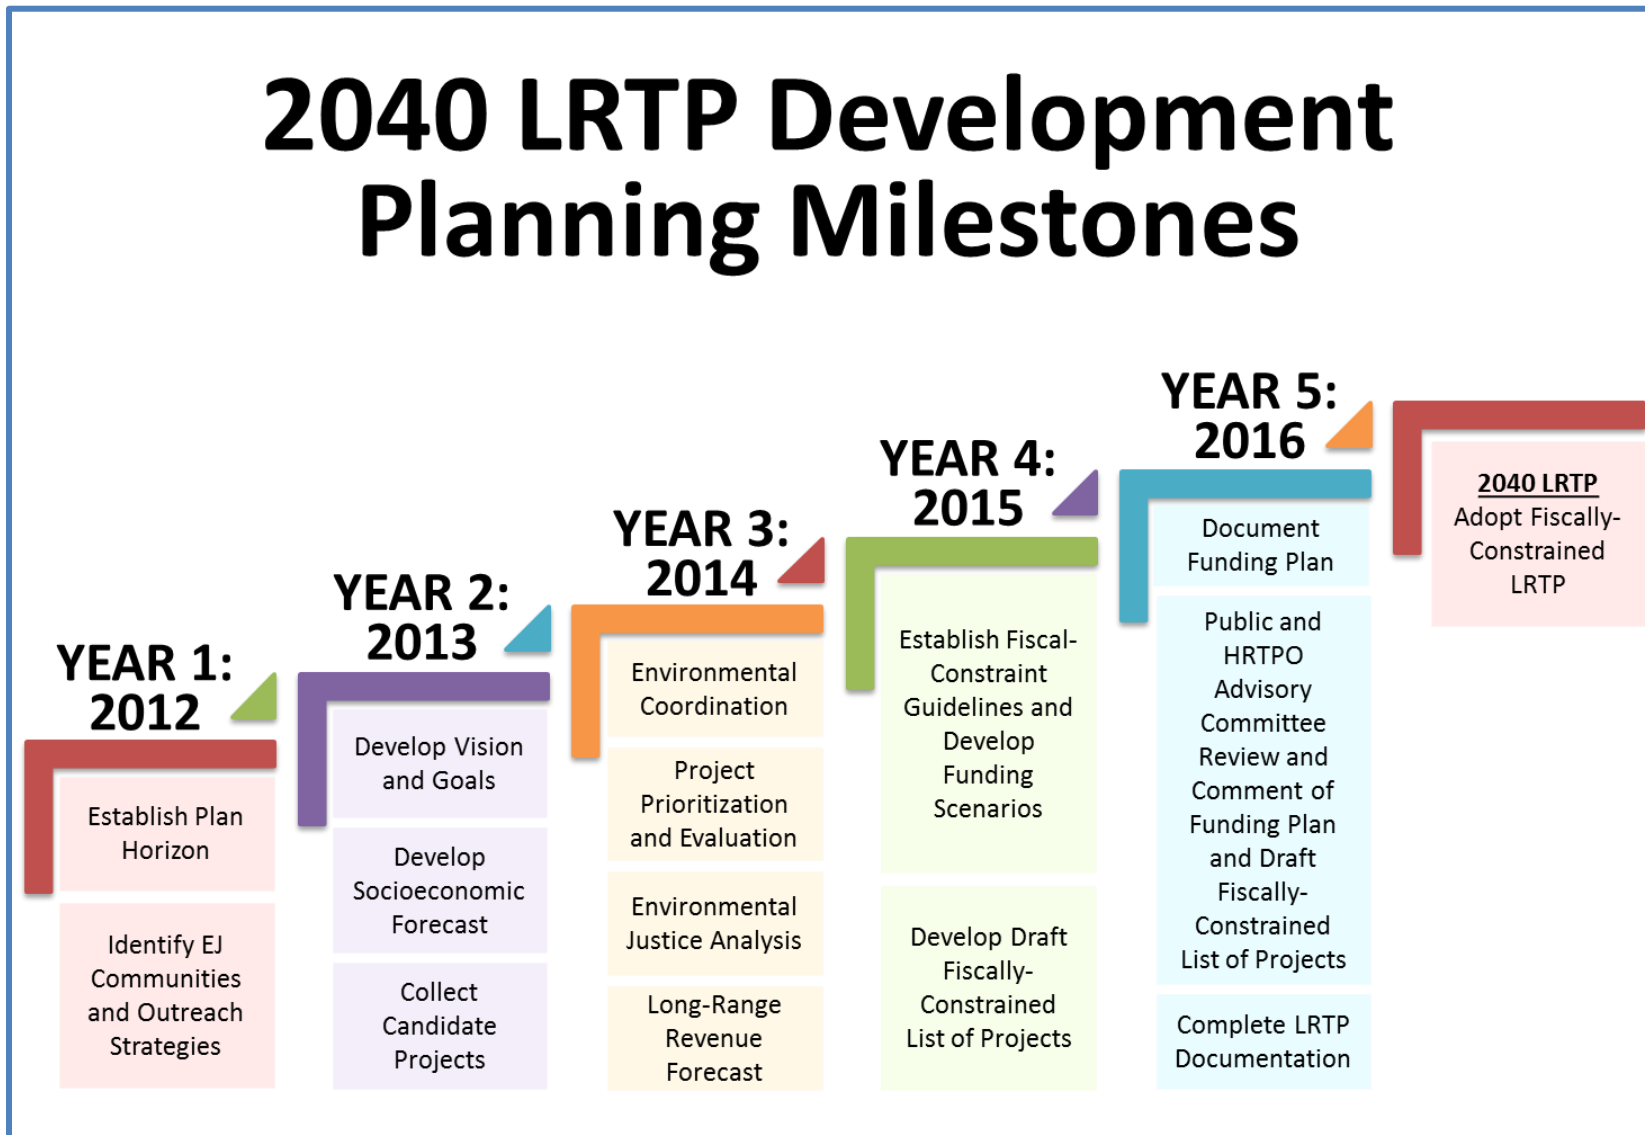 2040 LRTP Development
Planning Milestones
YEAR 1:
2012
Establish Plan
Horizon
Identify EJ
Communities
and Outreach
Strategies
YEAR 2:
2013
Develop Vision
and Goals
Develop
Socioeconomic
Forecast
Collect
Candidate
Projects
YEAR 3:
2014
Environmental
Coordination
Project
Prioritization
and Evaluation
Environmental
Justice Analysis
Long-Range
Revenue
Forecast
YEAR 4:
2015
Establish Fiscal-
Constraint
Guidelines and
Develop
Funding
Scenarios
Develop Draft
Fiscally-
Constrained
List of Projects
YEAR 5:
2016
Document
Funding Plan
Public and
HRTPO
Advisory
Committee
Review and
Comment of
Funding Plan
and Draft
Fiscally-
Constrained
List of Projects
Complete LRTP
Documentation
2040 LRTP
Adopt Fiscally-
Constrained
LRTP